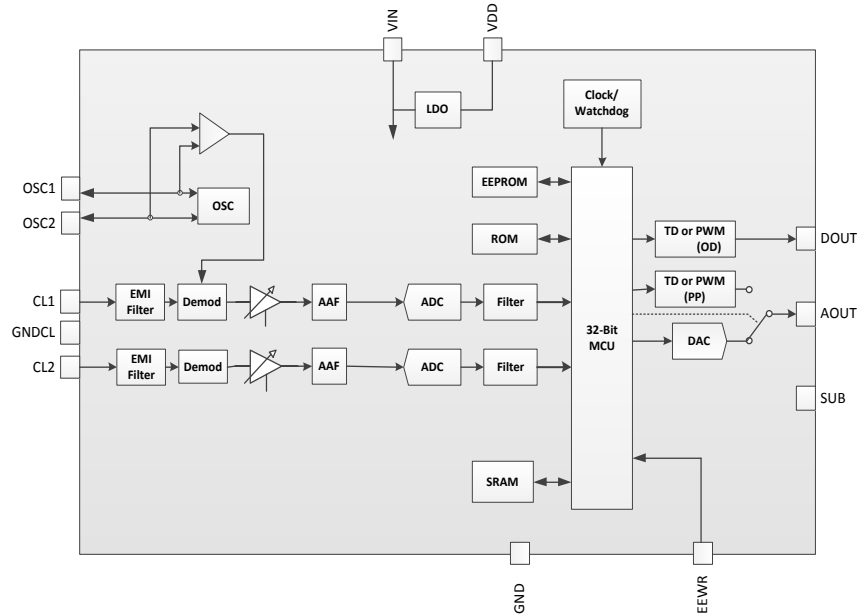 VIN
VDD
LDO
Clock/
Watchdog
OSC1
OSC2
OSC
EEPROM
ROM
TD or PWM
(OD)
DOUT
TD or PWM
(PP)
CL1
EMI
Filter
Demod
AAF
ADC
Filter
AOUT
GNDCL
32-Bit
MCU
DAC
CL2
EMI
Filter
Demod
AAF
ADC
Filter
SUB
SRAM
GND
EEWR